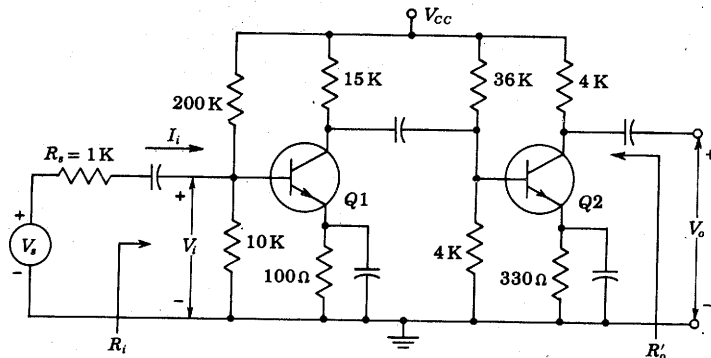 V_CC
15 K
36 K
4 K
200 K
I_i
R_s = 1 K
+
Q1
Q2
+
+
V_s
-
V_i
10 K
4 K
V_o
100 Ω
330 Ω
-
-
R_i
R'_o